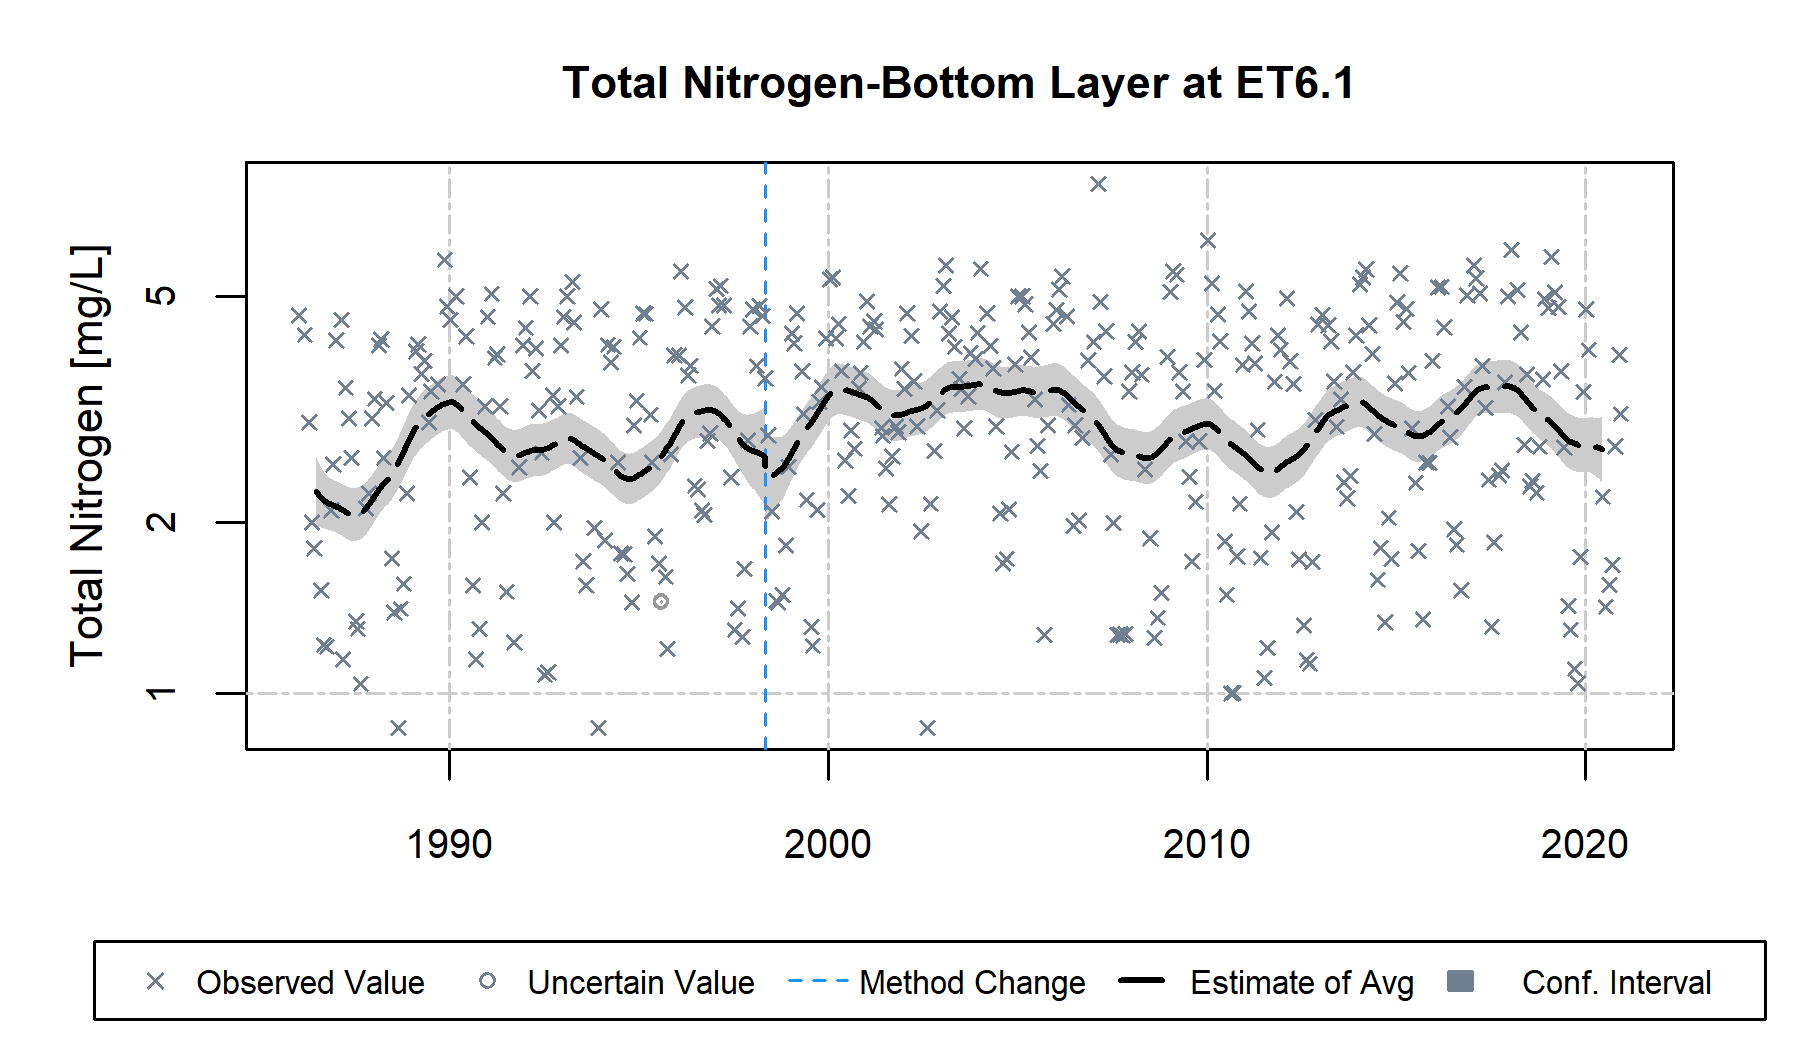 Total Nitrogen-Bottom Layer at ET6.1
Total Nitrogen [mg/L]
5
2
1
1990 2000 2010 2020
Observed Value Uncertain Value Method Change Estimate of Avg Conf. Interval